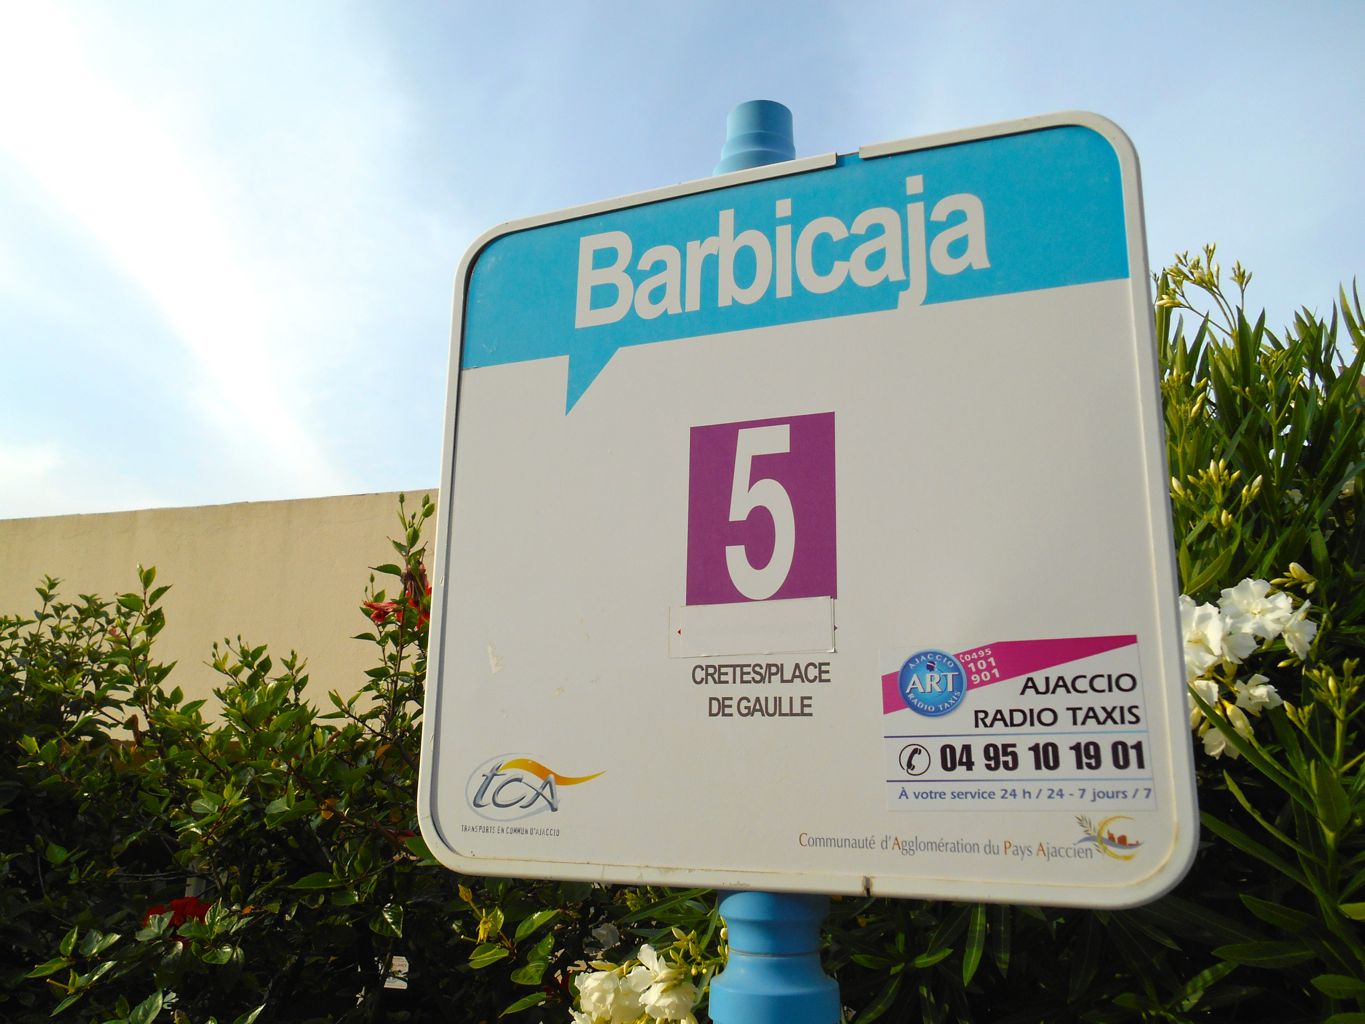 Barbicaja
5
CRETES/PLACE
DE GAULLE
AJACCIO
ART
RADIO TAXIS
0495
101
901
AJACCIO
RADIO TAXIS
04 95 10 19 01
À votre service 24 h / 24 - 7 jours / 7
tCA
TRANSPORTS EN COMMUN D'AJACCIO
Communauté d'Agglomération du Pays Ajaccien